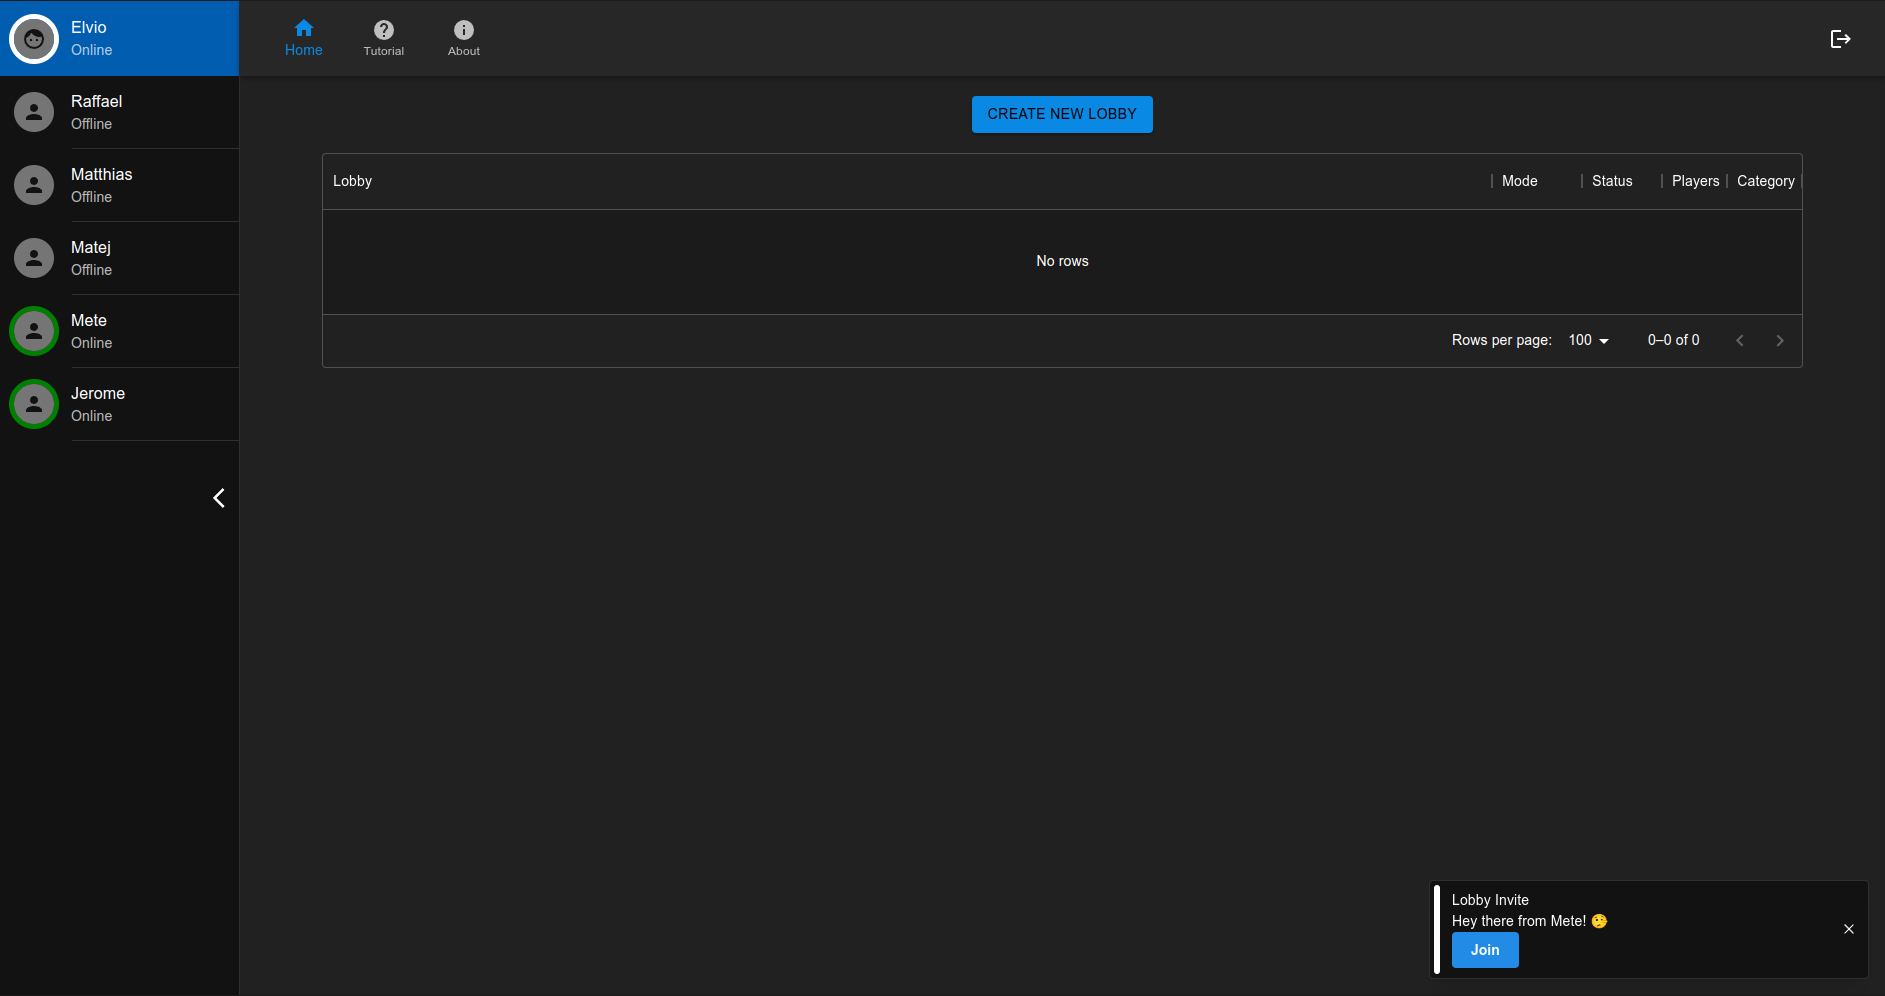 Elvio
Online
Home
Tutorial
About
Raffael
Offline
Matthias
Offline
Matej
Offline
Mete
Online
Jerome
Online
CREATE NEW LOBBY
Lobby Mode Status Players Category
No rows
Rows per page: 100 0–0 of 0
Lobby Invite
Hey there from Mete! 🤥
Join